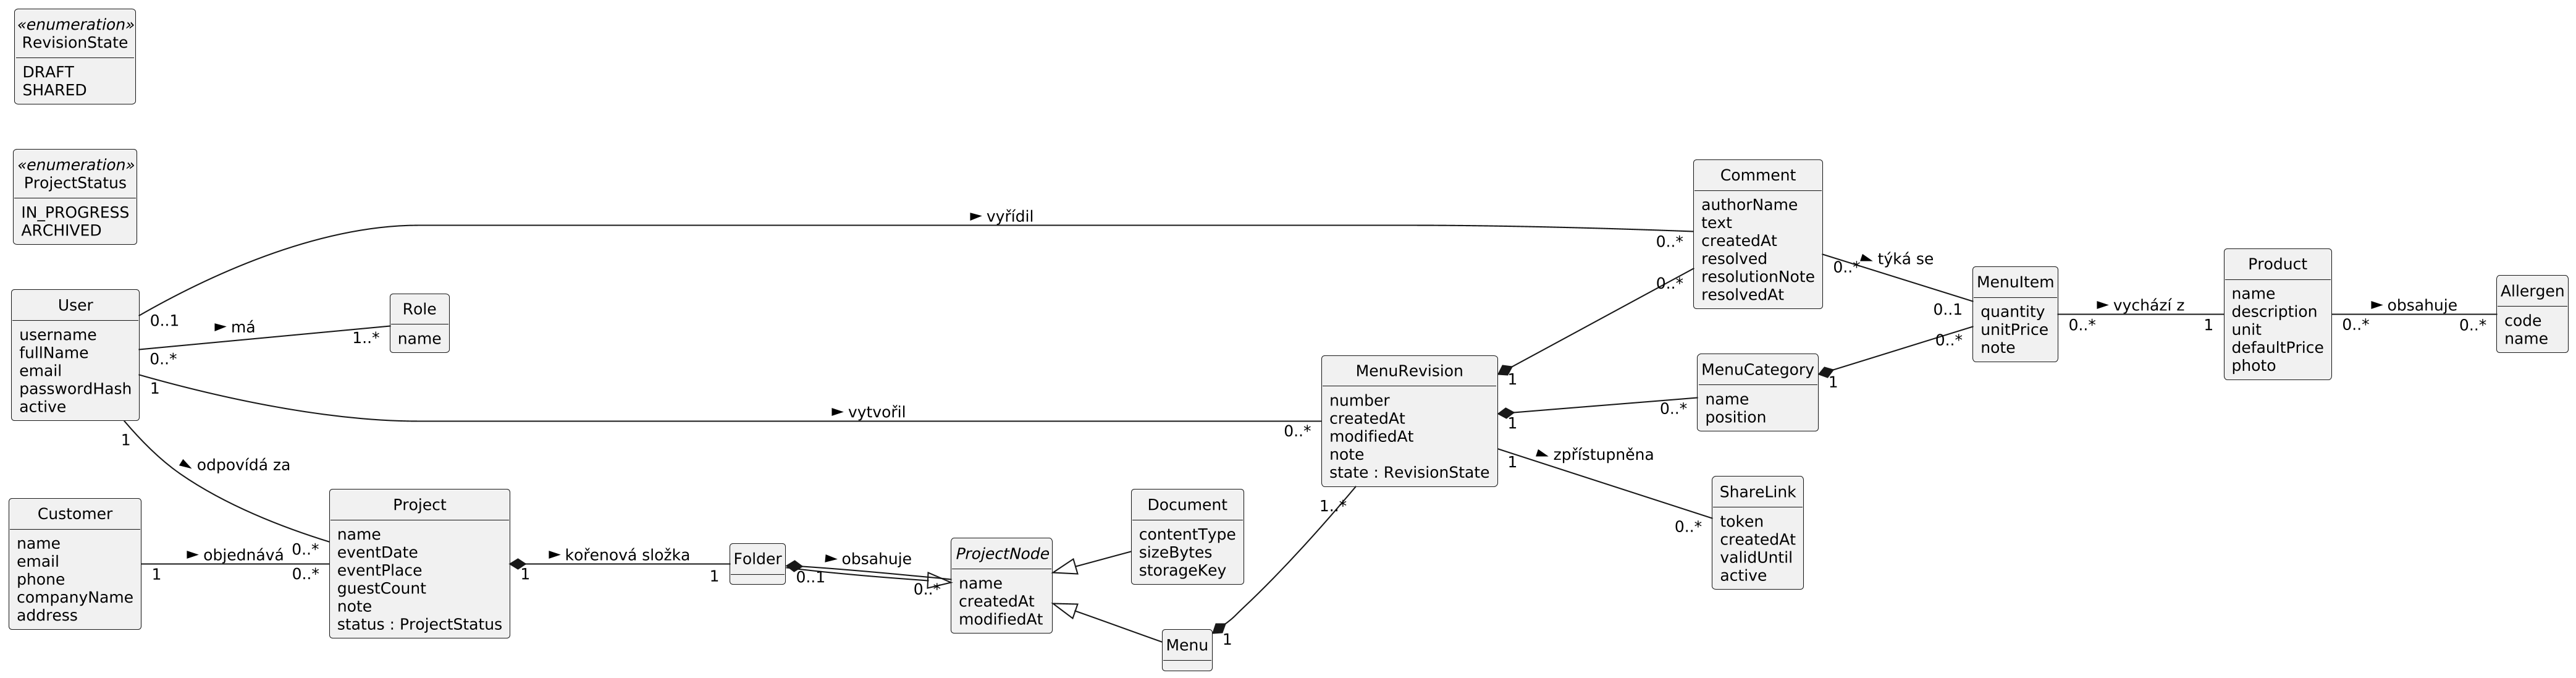 «enumeration»
RevisionState
DRAFT
SHARED
«enumeration»
ProjectStatus
IN_PROGRESS
ARCHIVED
User
username
fullName
email
passwordHash
active
Customer
name
email
phone
companyName
address
Role
name
Project
name
eventDate
eventPlace
guestCount
note
status : ProjectStatus
Folder
ProjectNode
name
createdAt
modifiedAt
Document
contentType
sizeBytes
storageKey
Menu
MenuRevision
number
createdAt
modifiedAt
note
state : RevisionState
Comment
authorName
text
createdAt
resolved
resolutionNote
resolvedAt
MenuCategory
name
position
ShareLink
token
createdAt
validUntil
active
MenuItem
quantity
unitPrice
note
Product
name
description
unit
defaultPrice
photo
Allergen
code
name
vyřídil
0..1
0..*
má
0..*
1..*
vytvořil
1
0..*
odpovídá za
1
0..*
objednává
1
0..*
kořenová složka
1
1
obsahuje
0..1
0..*
1
1..*
1
0..*
1
0..*
zpřístupněna
1
0..*
týká se
0..*
0..1
1
0..*
vychází z
0..*
1
obsahuje
0..*
0..*